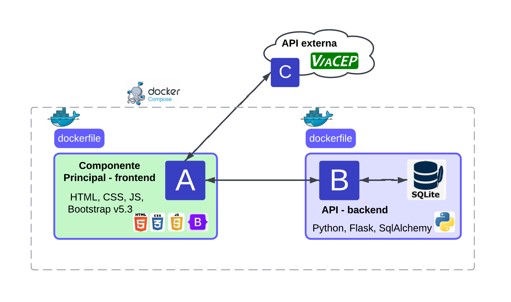 API externa
C
VIACEP
docker
Compose
dockerfile
dockerfile
Componente
Principal - frontend
A
HTML, CSS, JS,
Bootstrap v5.3
HTML
CSS
JS
B
B
API - backend
Python, Flask, SqlAlchemy
SQLite